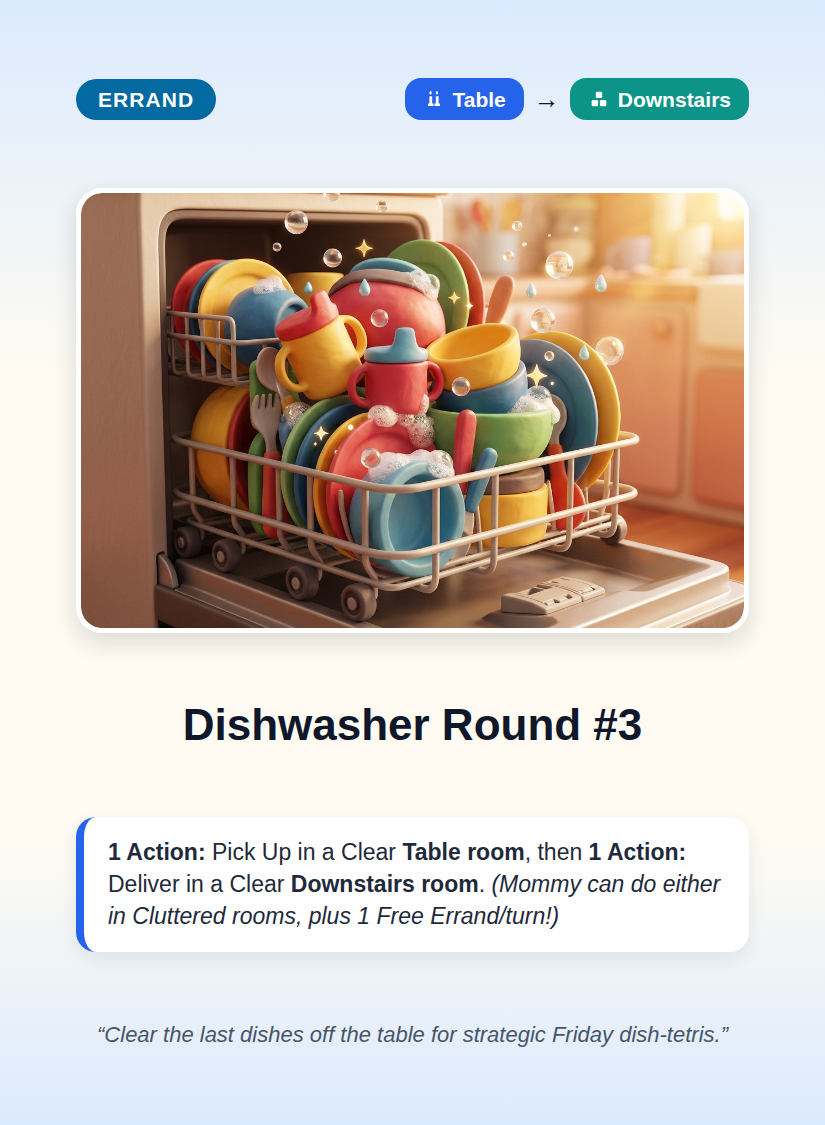 ERRAND
Table → Downstairs
Dishwasher Round #3
1 Action: Pick Up in a Clear Table room, then 1 Action:
Deliver in a Clear Downstairs room. (Mommy can do either
in Cluttered rooms, plus 1 Free Errand/turn!)
“Clear the last dishes off the table for strategic Friday dish-tetris.”